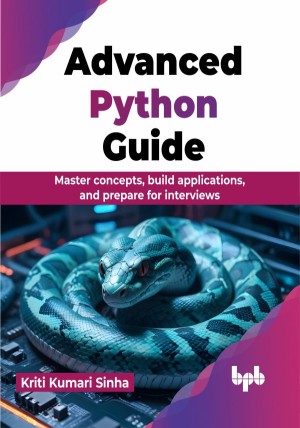 Advanced
Python
Guide
Master concepts, build applications,
and prepare for interviews
Kriti Kumari Sinha
bpb